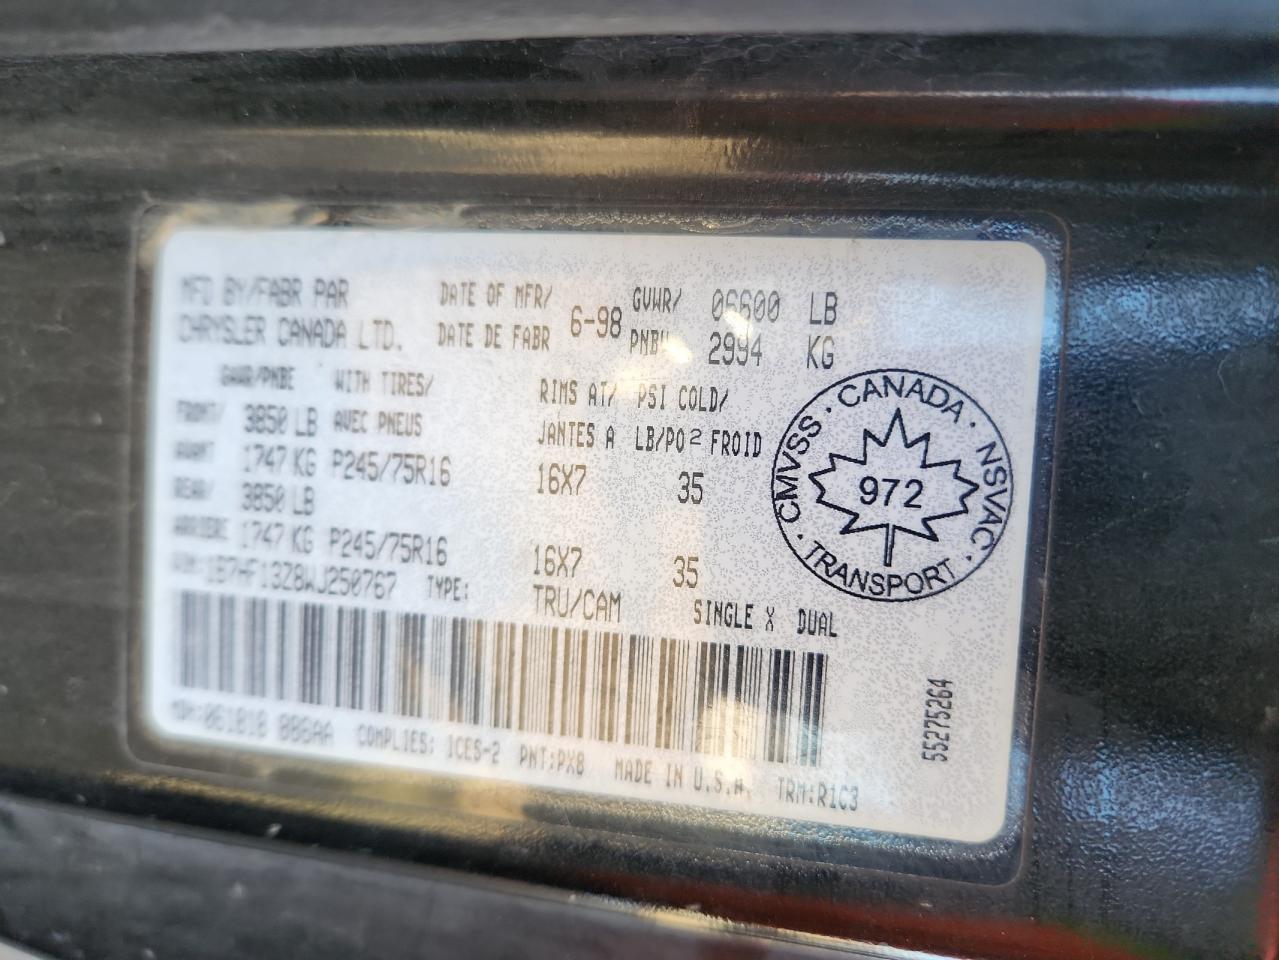 MFD BY/FABR PAR DATE OF MFR/ 6-98 GVWR/ 06600 LB
CHRYSLER CANADA LTD. DATE DE FABR PNBV 2994 KG
GAWR/PNBE WITH TIRES/ RIMS AT/ PSI COLD/
FRONT/ 3850 LB AVEC PNEUS JANTES A LB/PO² FROID
AVANT 1747 KG P245/75R16 16X7 35
REAR/ 3850 LB
ARRIERE 1747 KG P245/75R16 16X7 35
1B7HF13Z8WJ250767 TYPE: TRU/CAM SINGLE X DUAL
MDH:061818 086AA COMPLIES: ICES-2 PNT:PX8 MADE IN U.S.A. TRM:R1C3
CANADA · NSVAC · TRANSPORT · CMVSS ·
972
55275264